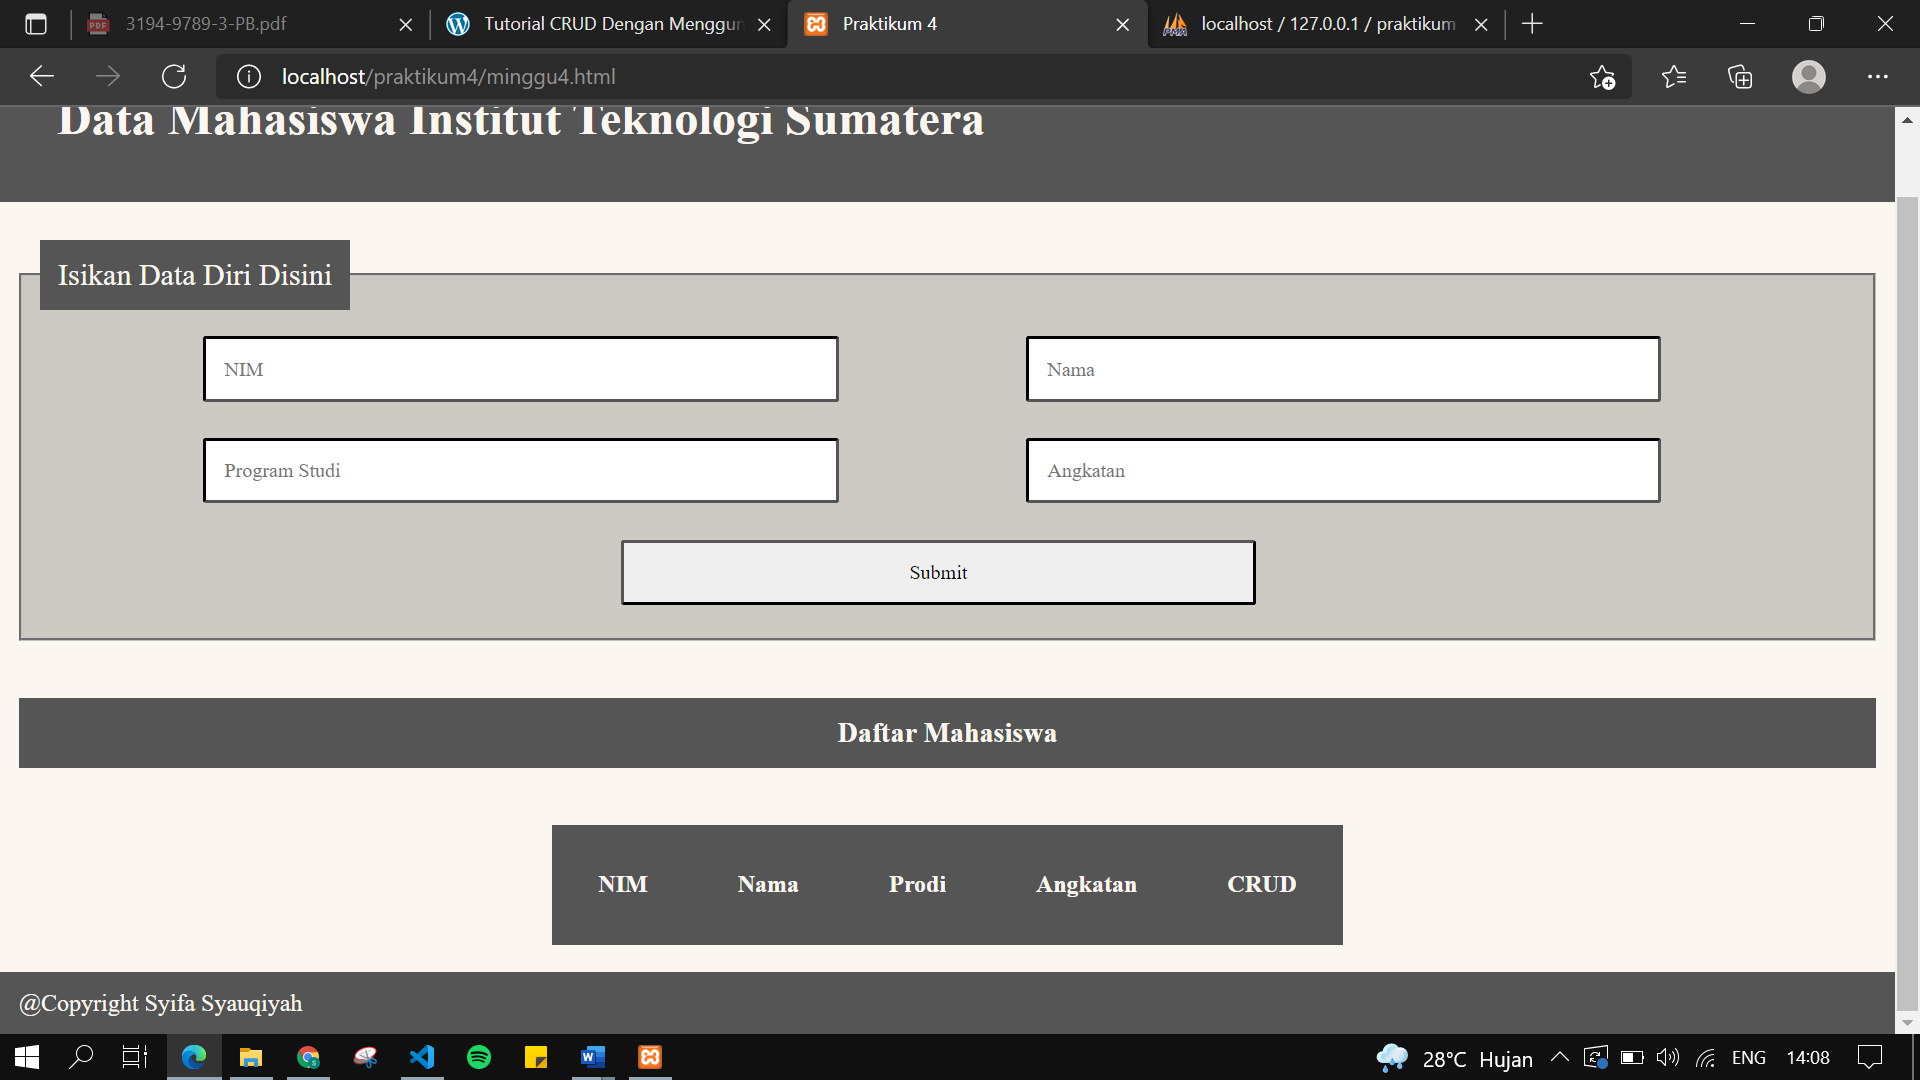 3194-9789-3-PB.pdf
Tutorial CRUD Dengan Menggun
Praktikum 4
localhost / 127.0.0.1 / praktikum
localhost/praktikum4/minggu4.html
Data Mahasiswa Institut Teknologi Sumatera
Isikan Data Diri Disini
NIM
Nama
Program Studi
Angkatan
Submit
Daftar Mahasiswa
NIM Nama Prodi Angkatan CRUD
@Copyright Syifa Syauqiyah
28°C Hujan
ENG
14:08